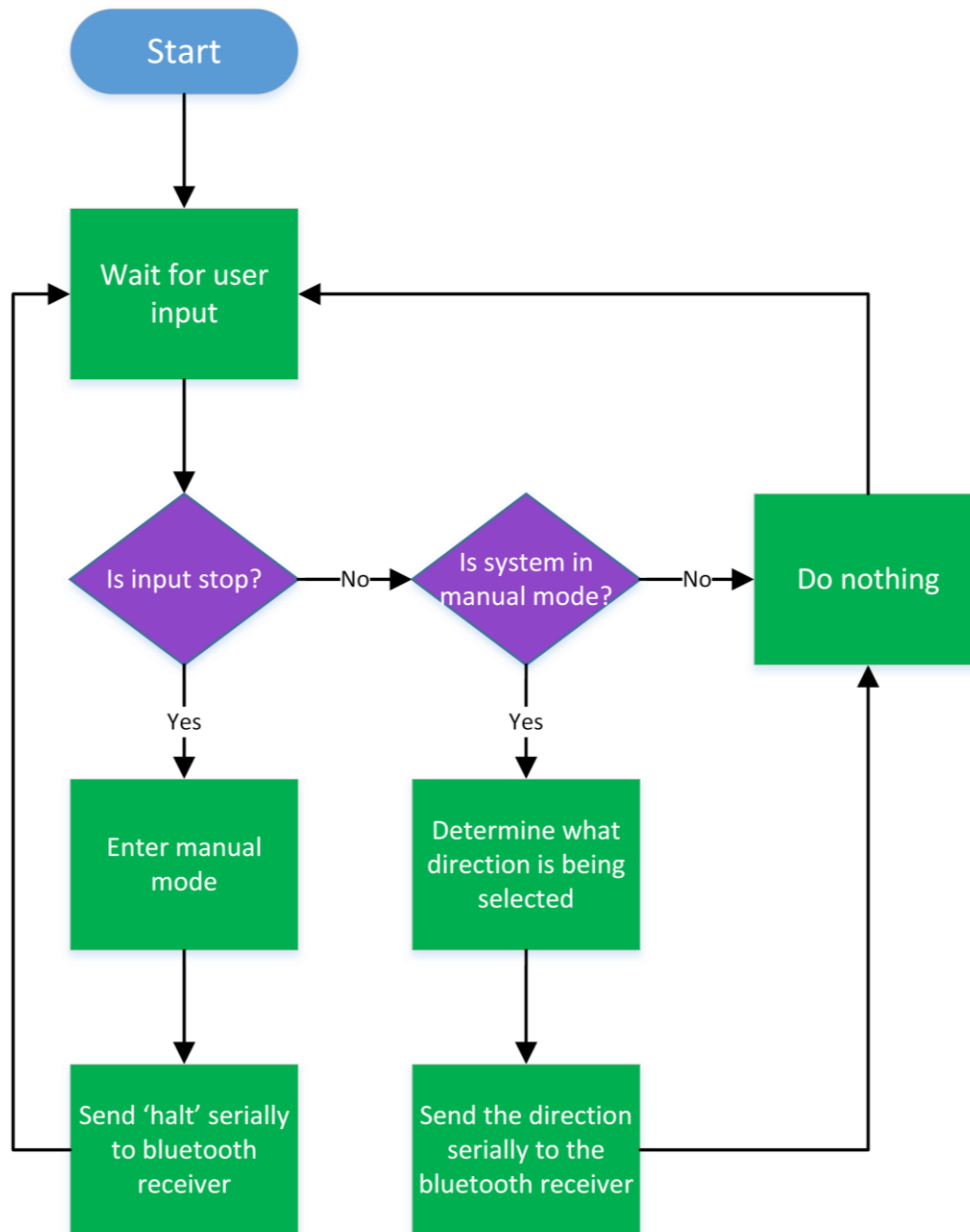 Start
Wait for user
input
Is input stop?
No
Is system in
manual mode?
No
Do nothing
Yes
Yes
Enter manual
mode
Determine what
direction is being
selected
Send ‘halt’ serially
to bluetooth
receiver
Send the direction
serially to the
bluetooth receiver